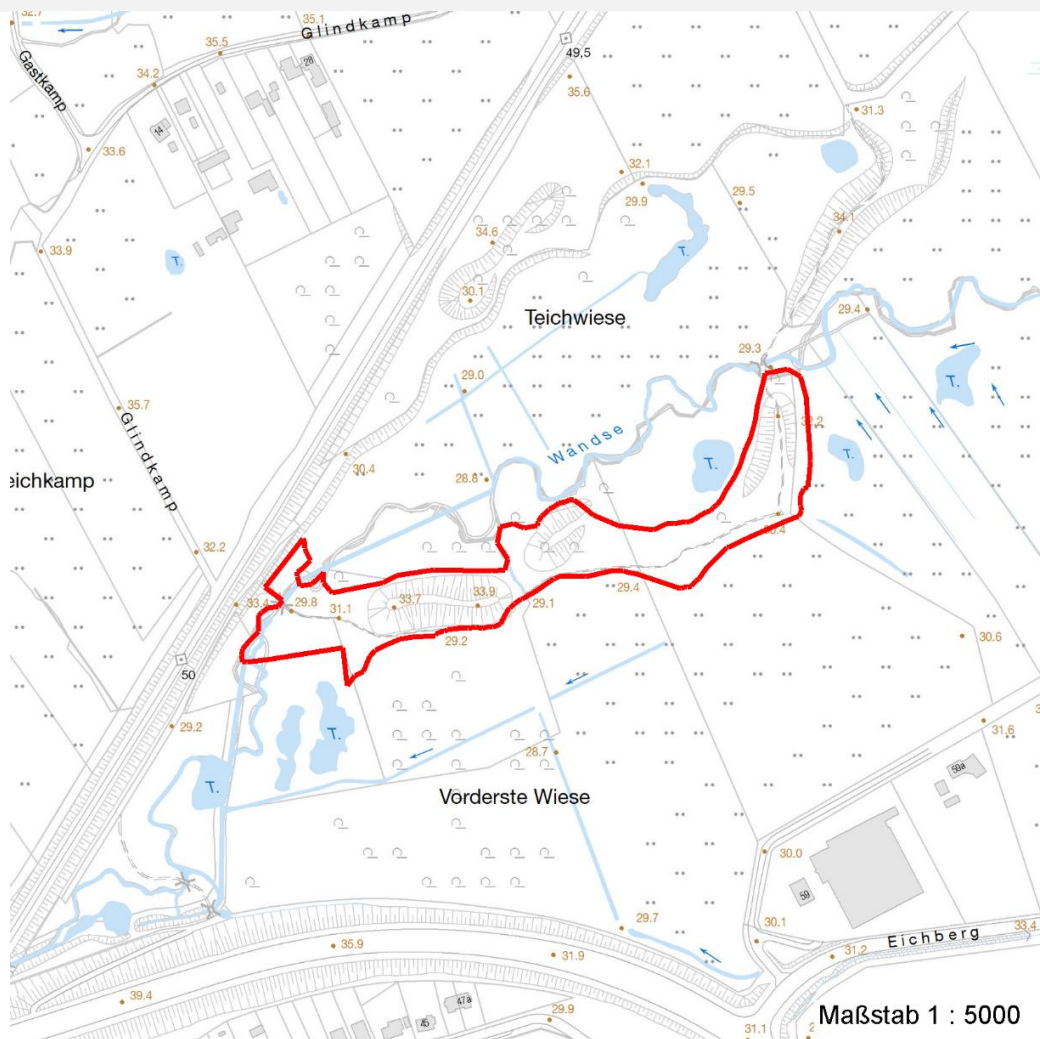 35.1
Glindkamp
35.5
49,5
Gastkamp
28
34.2
35.6
31.3
14
33.6
32.1
29.9
29.5
34.1
33.9
34.6
T.
T.
30.1
29.4
Teichwiese
29.3
29.0
T.
35.7
32.2
Glindkamp
Wandse
30.4
T.
T.
eichkamp
28.8
32.2
29.4
29.1
33.4
29.8
33.7
33.9
31.1
29.2
30.6
50
29.2
T.
31.6
28.7
T.
59a
Vorderste Wiese
30.0
59
29.7
30.1
Eichberg
33.4
35.9
31.9
31.2
39.4
47a
45
29.9
31.1
Maßstab 1 : 5000